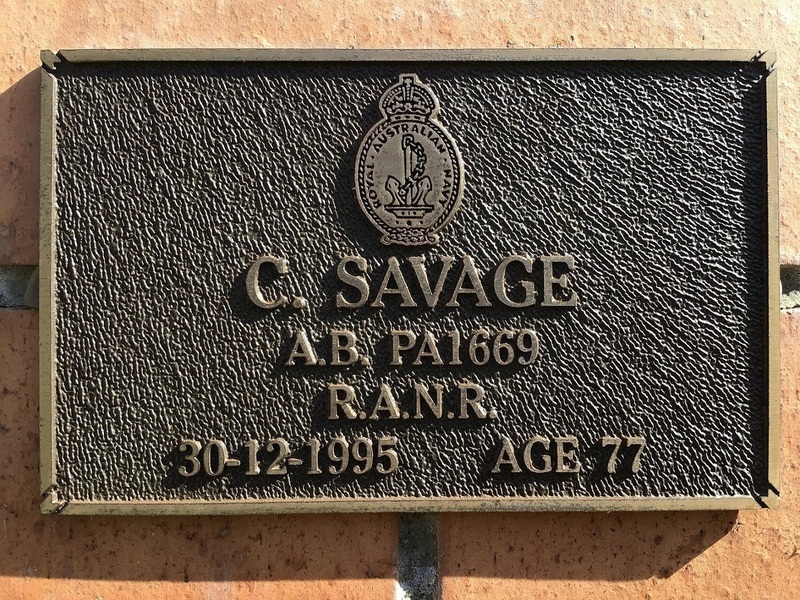 ROYAL · AUSTRALIAN · NAVY
C. SAVAGE
A.B. PA1669
R.A.N.R.
30-12-1995 AGE 77